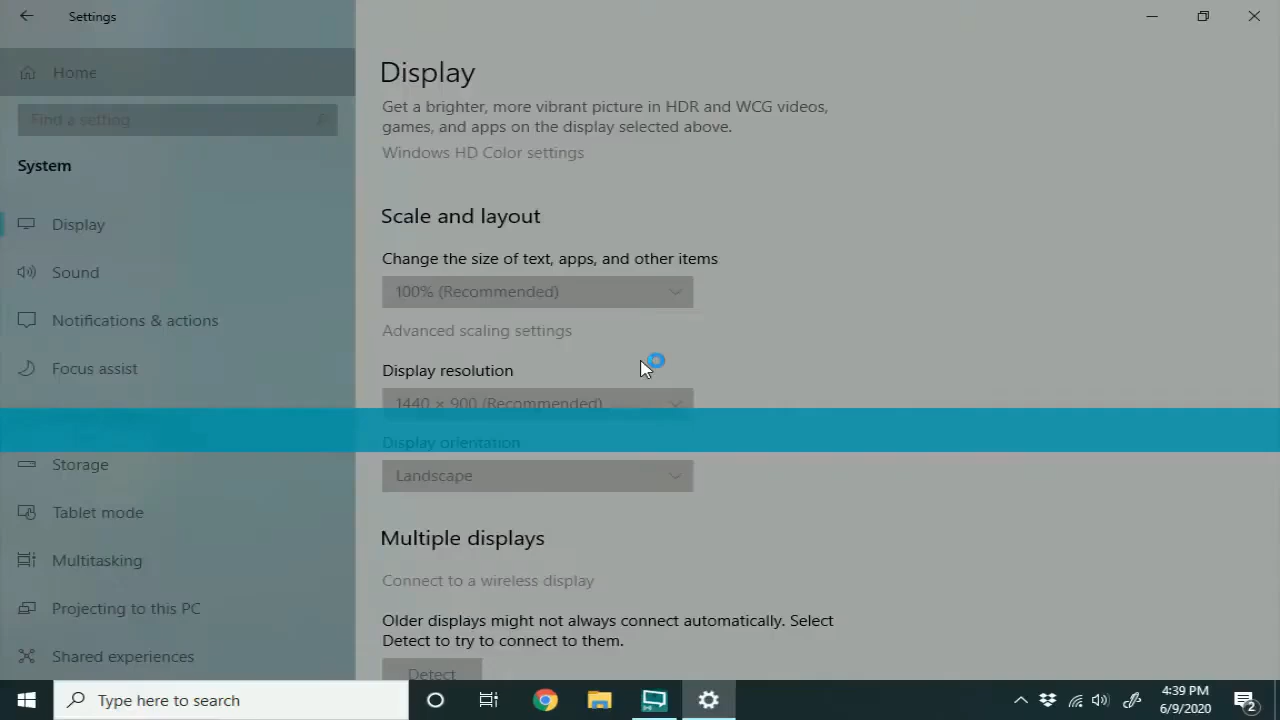 Settings
Home
Find a setting
System
Display
Sound
Notifications & actions
Focus assist
Storage
Tablet mode
Multitasking
Projecting to this PC
Shared experiences
Display
Get a brighter, more vibrant picture in HDR and WCG videos,
games, and apps on the display selected above.
Windows HD Color settings
Scale and layout
Change the size of text, apps, and other items
100% (Recommended)
Advanced scaling settings
Display resolution
1440 × 900 (Recommended)
Display orientation
Landscape
Multiple displays
Connect to a wireless display
Older displays might not always connect automatically. Select
Detect to try to connect to them.
Detect
Type here to search
4:39 PM
6/9/2020
2